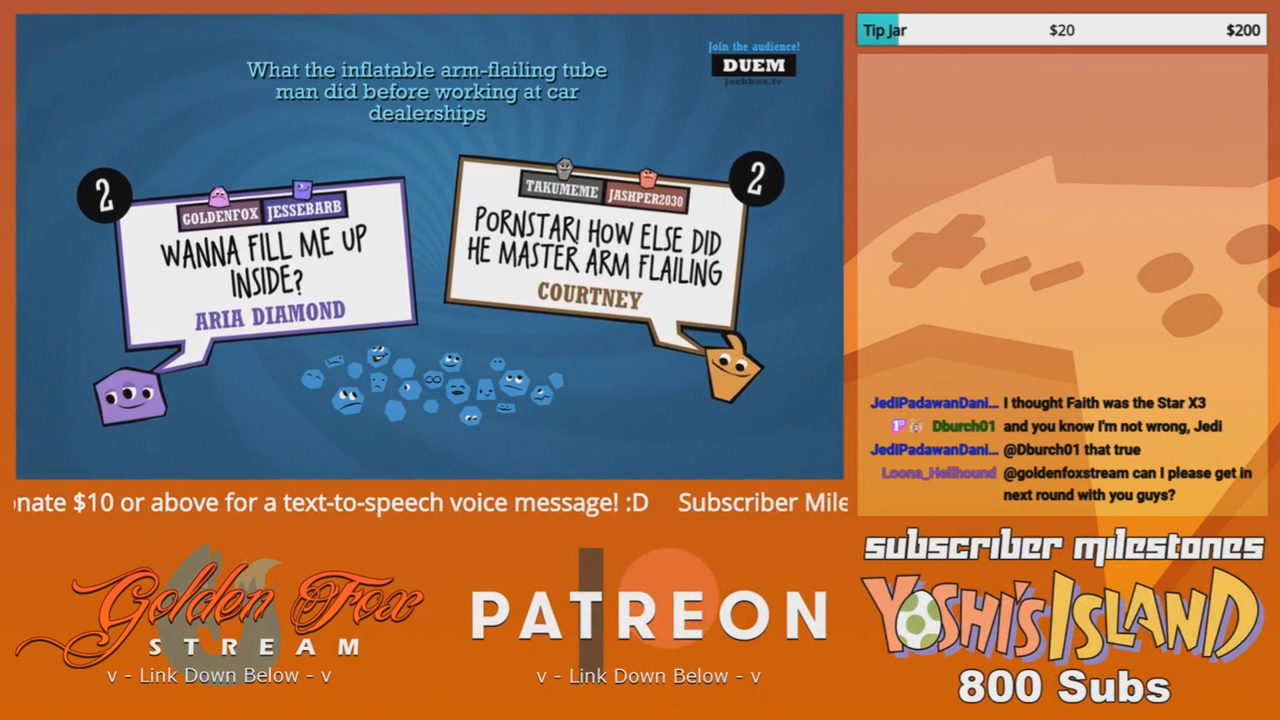 What the inflatable arm-flailing tube
man did before working at car
dealerships
Join the audience!
DUEM
jackbox.tv
2
GOLDENFOX JESSEBARB
WANNA FILL ME UP
INSIDE?
ARIA DIAMOND
2
TAKUMEME JASHPER2030
PORNSTAR! HOW ELSE DID
HE MASTER ARM FLAILING
COURTNEY
Tip Jar $20 $200
JediPadawanDani... I thought Faith was the Star X3
Dburch01 and you know I'm not wrong, Jedi
JediPadawanDani... @Dburch01 that true
Loona_Hellhound @goldenfoxstream can I please get in
next round with you guys?
nate $10 or above for a text-to-speech voice message! :D Subscriber Mile
Golden Fox
STREAM
v - Link Down Below - v
PATREON
v - Link Down Below - v
subscriber milestones
YOSHI'S ISLAND
800 Subs